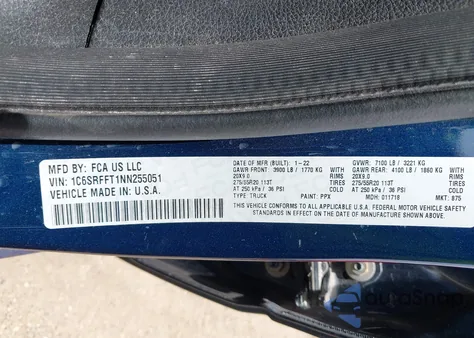 MFD BY: FCA US LLC
VIN: 1C6SRFFT1NN255051
VEHICLE MADE IN: U.S.A.
DATE OF MFR (BUILT): 1-22 GVWR: 7100 LB / 3221 KG
GAWR FRONT: 3900 LB / 1770 KG WITH GAWR REAR: 4100 LB / 1860 KG WITH
20X9.0 RIMS 20X9.0 RIMS
275/55R20 113T TIRES 275/55R20 113T TIRES
AT 250 kPa / 36 PSI AT 250 kPa / 36 PSI
TYPE: TRUCK PAINT: PPX MDH: 011718 MKT: 875
THIS VEHICLE CONFORMS TO ALL APPLICABLE U.S.A. FEDERAL MOTOR VEHICLE SAFETY
STANDARDS IN EFFECT ON THE DATE OF MANUFACTURE SHOWN ABOVE.
AutoSnap